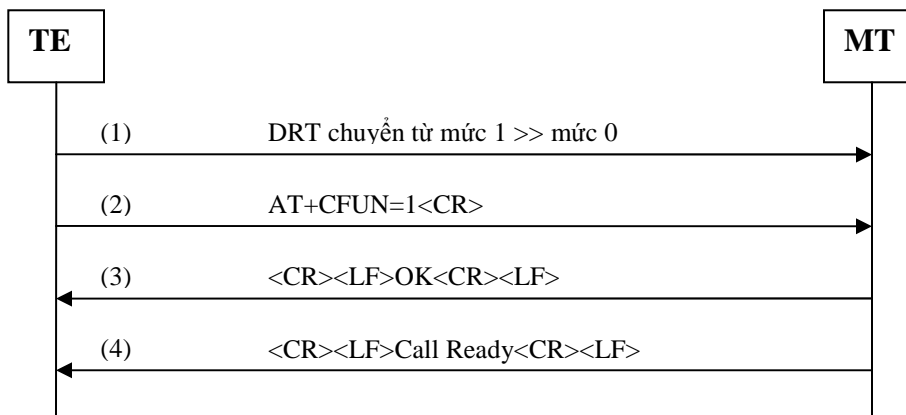 TE
MT
(1) DRT chuyển từ mức 1 >> mức 0
(2) AT+CFUN=1<CR>
(3) <CR><LF>OK<CR><LF>
(4) <CR><LF>Call Ready<CR><LF>